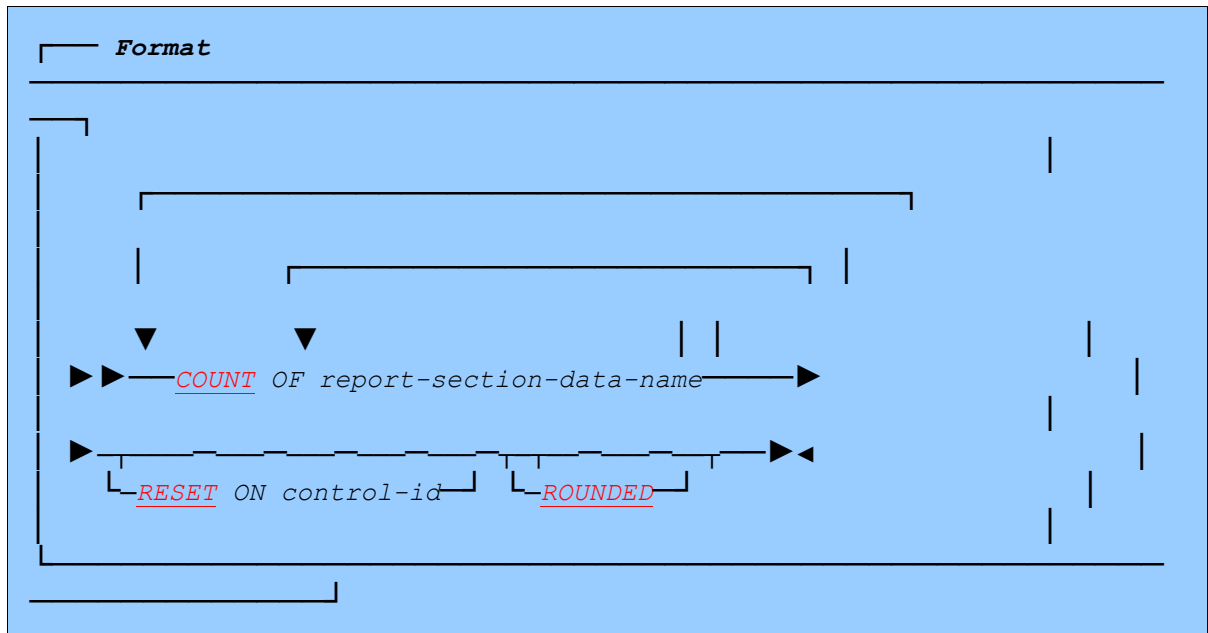 Format
COUNT OF report-section-data-name
RESET ON control-id ROUNDED